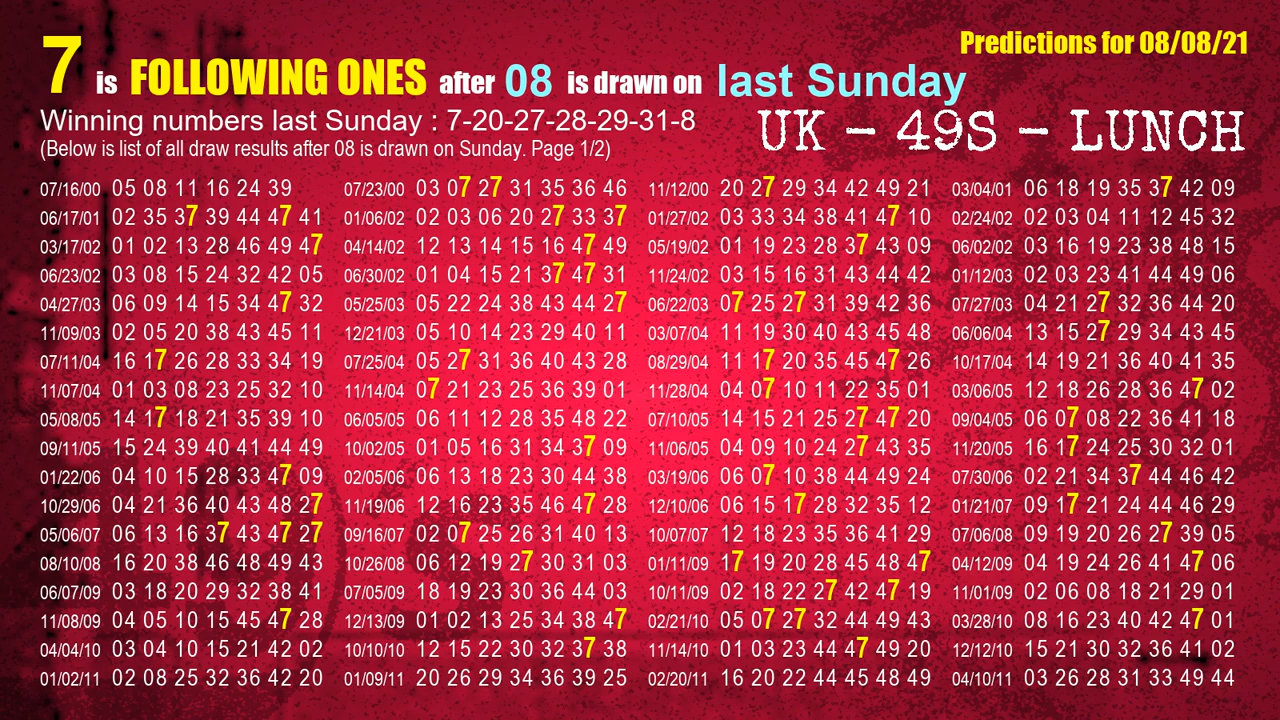 Predictions for 08/08/21
7 is FOLLOWING ONES after 08 is drawn on last Sunday
Winning numbers last Sunday : 7-20-27-28-29-31-8
UK - 49S - LUNCH
(Below is list of all draw results after 08 is drawn on Sunday. Page 1/2)
07/16/00 05 08 11 16 24 39 07/23/00 03 07 27 31 35 36 46 11/12/00 20 27 29 34 42 49 21 03/04/01 06 18 19 35 37 42 09
06/17/01 02 35 37 39 44 47 41 01/06/02 02 03 06 20 27 33 37 01/27/02 03 33 34 38 41 47 10 02/24/02 02 03 04 11 12 45 32
03/17/02 01 02 13 28 46 49 47 04/14/02 12 13 14 15 16 47 49 05/19/02 01 19 23 28 37 43 09 06/02/02 03 16 19 23 38 48 15
06/23/02 03 08 15 24 32 42 05 06/30/02 01 04 15 21 37 47 31 11/24/02 03 15 16 31 43 44 42 01/12/03 02 03 23 41 44 49 06
04/27/03 06 09 14 15 34 47 32 05/25/03 05 22 24 38 43 44 27 06/22/03 07 25 27 31 39 42 36 07/27/03 04 21 27 32 36 44 20
11/09/03 02 05 20 38 43 45 11 12/21/03 05 10 14 23 29 40 11 03/07/04 11 19 30 40 43 45 48 06/06/04 13 15 27 29 34 43 45
07/11/04 16 17 26 28 33 34 19 07/25/04 05 27 31 36 40 43 28 08/29/04 11 17 20 35 45 47 26 10/17/04 14 19 21 36 40 41 35
11/07/04 01 03 08 23 25 32 10 11/14/04 07 21 23 25 36 39 01 11/28/04 04 07 10 11 22 35 01 03/06/05 12 18 26 28 36 47 02
05/08/05 14 17 18 21 35 39 10 06/05/05 06 11 12 28 35 48 22 07/10/05 14 15 21 25 27 47 20 09/04/05 06 07 08 22 36 41 18
09/11/05 15 24 39 40 41 44 49 10/02/05 01 05 16 31 34 37 09 11/06/05 04 09 10 24 27 43 35 11/20/05 16 17 24 25 30 32 01
01/22/06 04 10 15 28 33 47 09 02/05/06 06 13 18 23 30 44 38 03/19/06 06 07 10 38 44 49 24 07/30/06 02 21 34 37 44 46 42
10/29/06 04 21 36 40 43 48 27 11/19/06 12 16 23 35 46 47 28 12/10/06 06 15 17 28 32 35 12 01/21/07 09 17 21 24 44 46 29
05/06/07 06 13 16 37 43 47 27 09/16/07 02 07 25 26 31 40 13 10/07/07 12 18 23 35 36 41 29 07/06/08 09 19 20 26 27 39 05
08/10/08 16 20 38 46 48 49 43 10/26/08 06 12 19 27 30 31 03 01/11/09 17 19 20 28 45 48 47 04/12/09 04 19 24 26 41 47 06
06/07/09 03 18 20 29 32 38 41 07/05/09 18 19 23 30 36 44 03 10/11/09 02 18 22 27 42 47 19 11/01/09 02 06 08 18 21 29 01
11/08/09 04 05 10 15 45 47 28 12/13/09 01 02 13 25 34 38 47 02/21/10 05 07 27 32 44 49 43 03/28/10 08 16 23 40 42 47 01
04/04/10 03 04 10 15 21 42 02 10/10/10 12 15 22 30 32 37 38 11/14/10 01 03 23 44 47 49 20 12/12/10 15 21 30 32 36 41 02
01/02/11 02 08 25 32 36 42 20 01/09/11 20 26 29 34 36 39 25 02/20/11 16 20 22 44 45 48 49 04/10/11 03 26 28 31 33 49 44